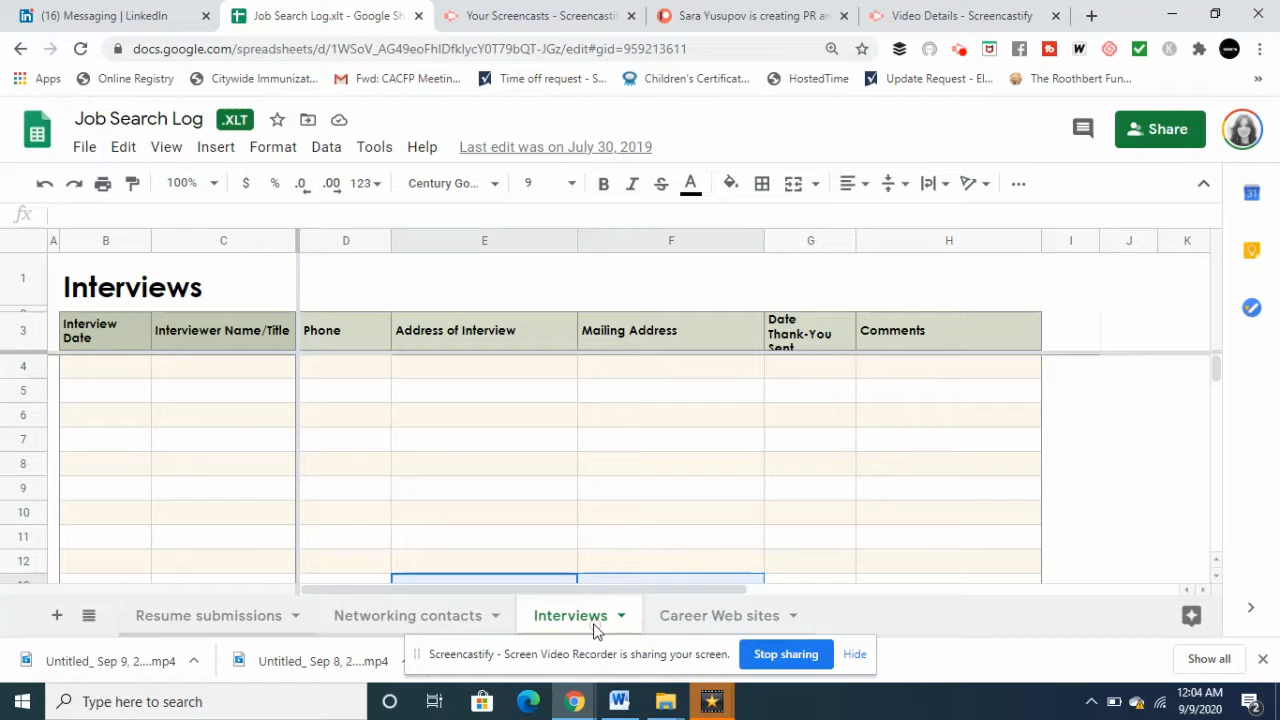 (16) Messaging | LinkedIn
Job Search Log.xlt - Google Sh
Your Screencasts - Screencasti
Sara Yusupov is creating PR an
Video Details - Screencastify
docs.google.com/spreadsheets/d/1WSoV_AG49eoFhlDfkIycY0T79bQT-JGz/edit#gid=959213611
Apps
Online Registry
Citywide Immunizat...
Fwd: CACFP Meetin...
Time off request - S...
Children's Certificat...
HostedTime
Update Request - El...
The Roothbert Fun...
»
Job Search Log .XLT
Share
File Edit View Insert Format Data Tools Help Last edit was on July 30, 2019
100% $ % .0 .00 123 Century Go... 9 B I S A
fx
A B C D E F G H I J K
1 Interviews
3 Interview Date Interviewer Name/Title Phone Address of Interview Mailing Address Date Thank-You Sent Comments
4
5
6
7
8
9
10
11
12
Resume submissions Networking contacts Interviews Career Web sites
Screencastify - Screen Video Recorder is sharing your screen. Stop sharing Hide
Untitled_ Sep 9, 2....mp4
Untitled_ Sep 8, 2....mp4
Show all
Type here to search
12:04 AM
9/9/2020
2
31